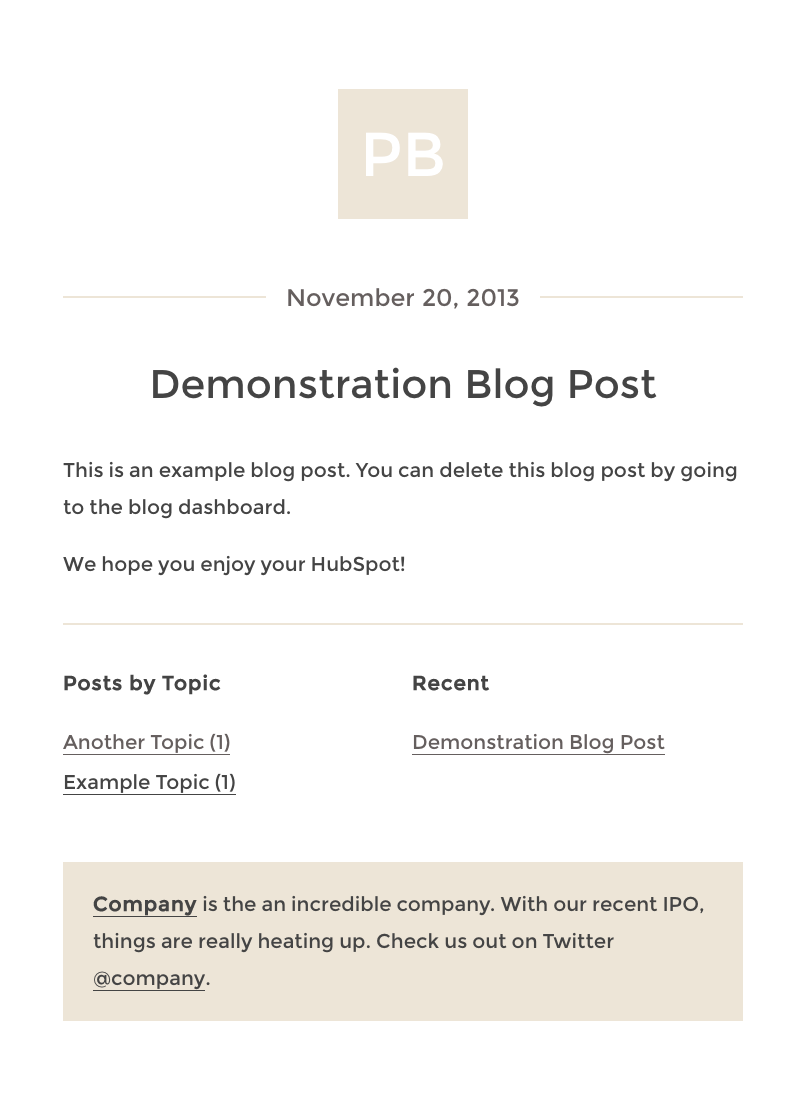 PB
November 20, 2013
Demonstration Blog Post
This is an example blog post. You can delete this blog post by going
to the blog dashboard.
We hope you enjoy your HubSpot!
Posts by Topic
Another Topic (1)
Example Topic (1)
Recent
Demonstration Blog Post
Company is the an incredible company. With our recent IPO,
things are really heating up. Check us out on Twitter
@company.